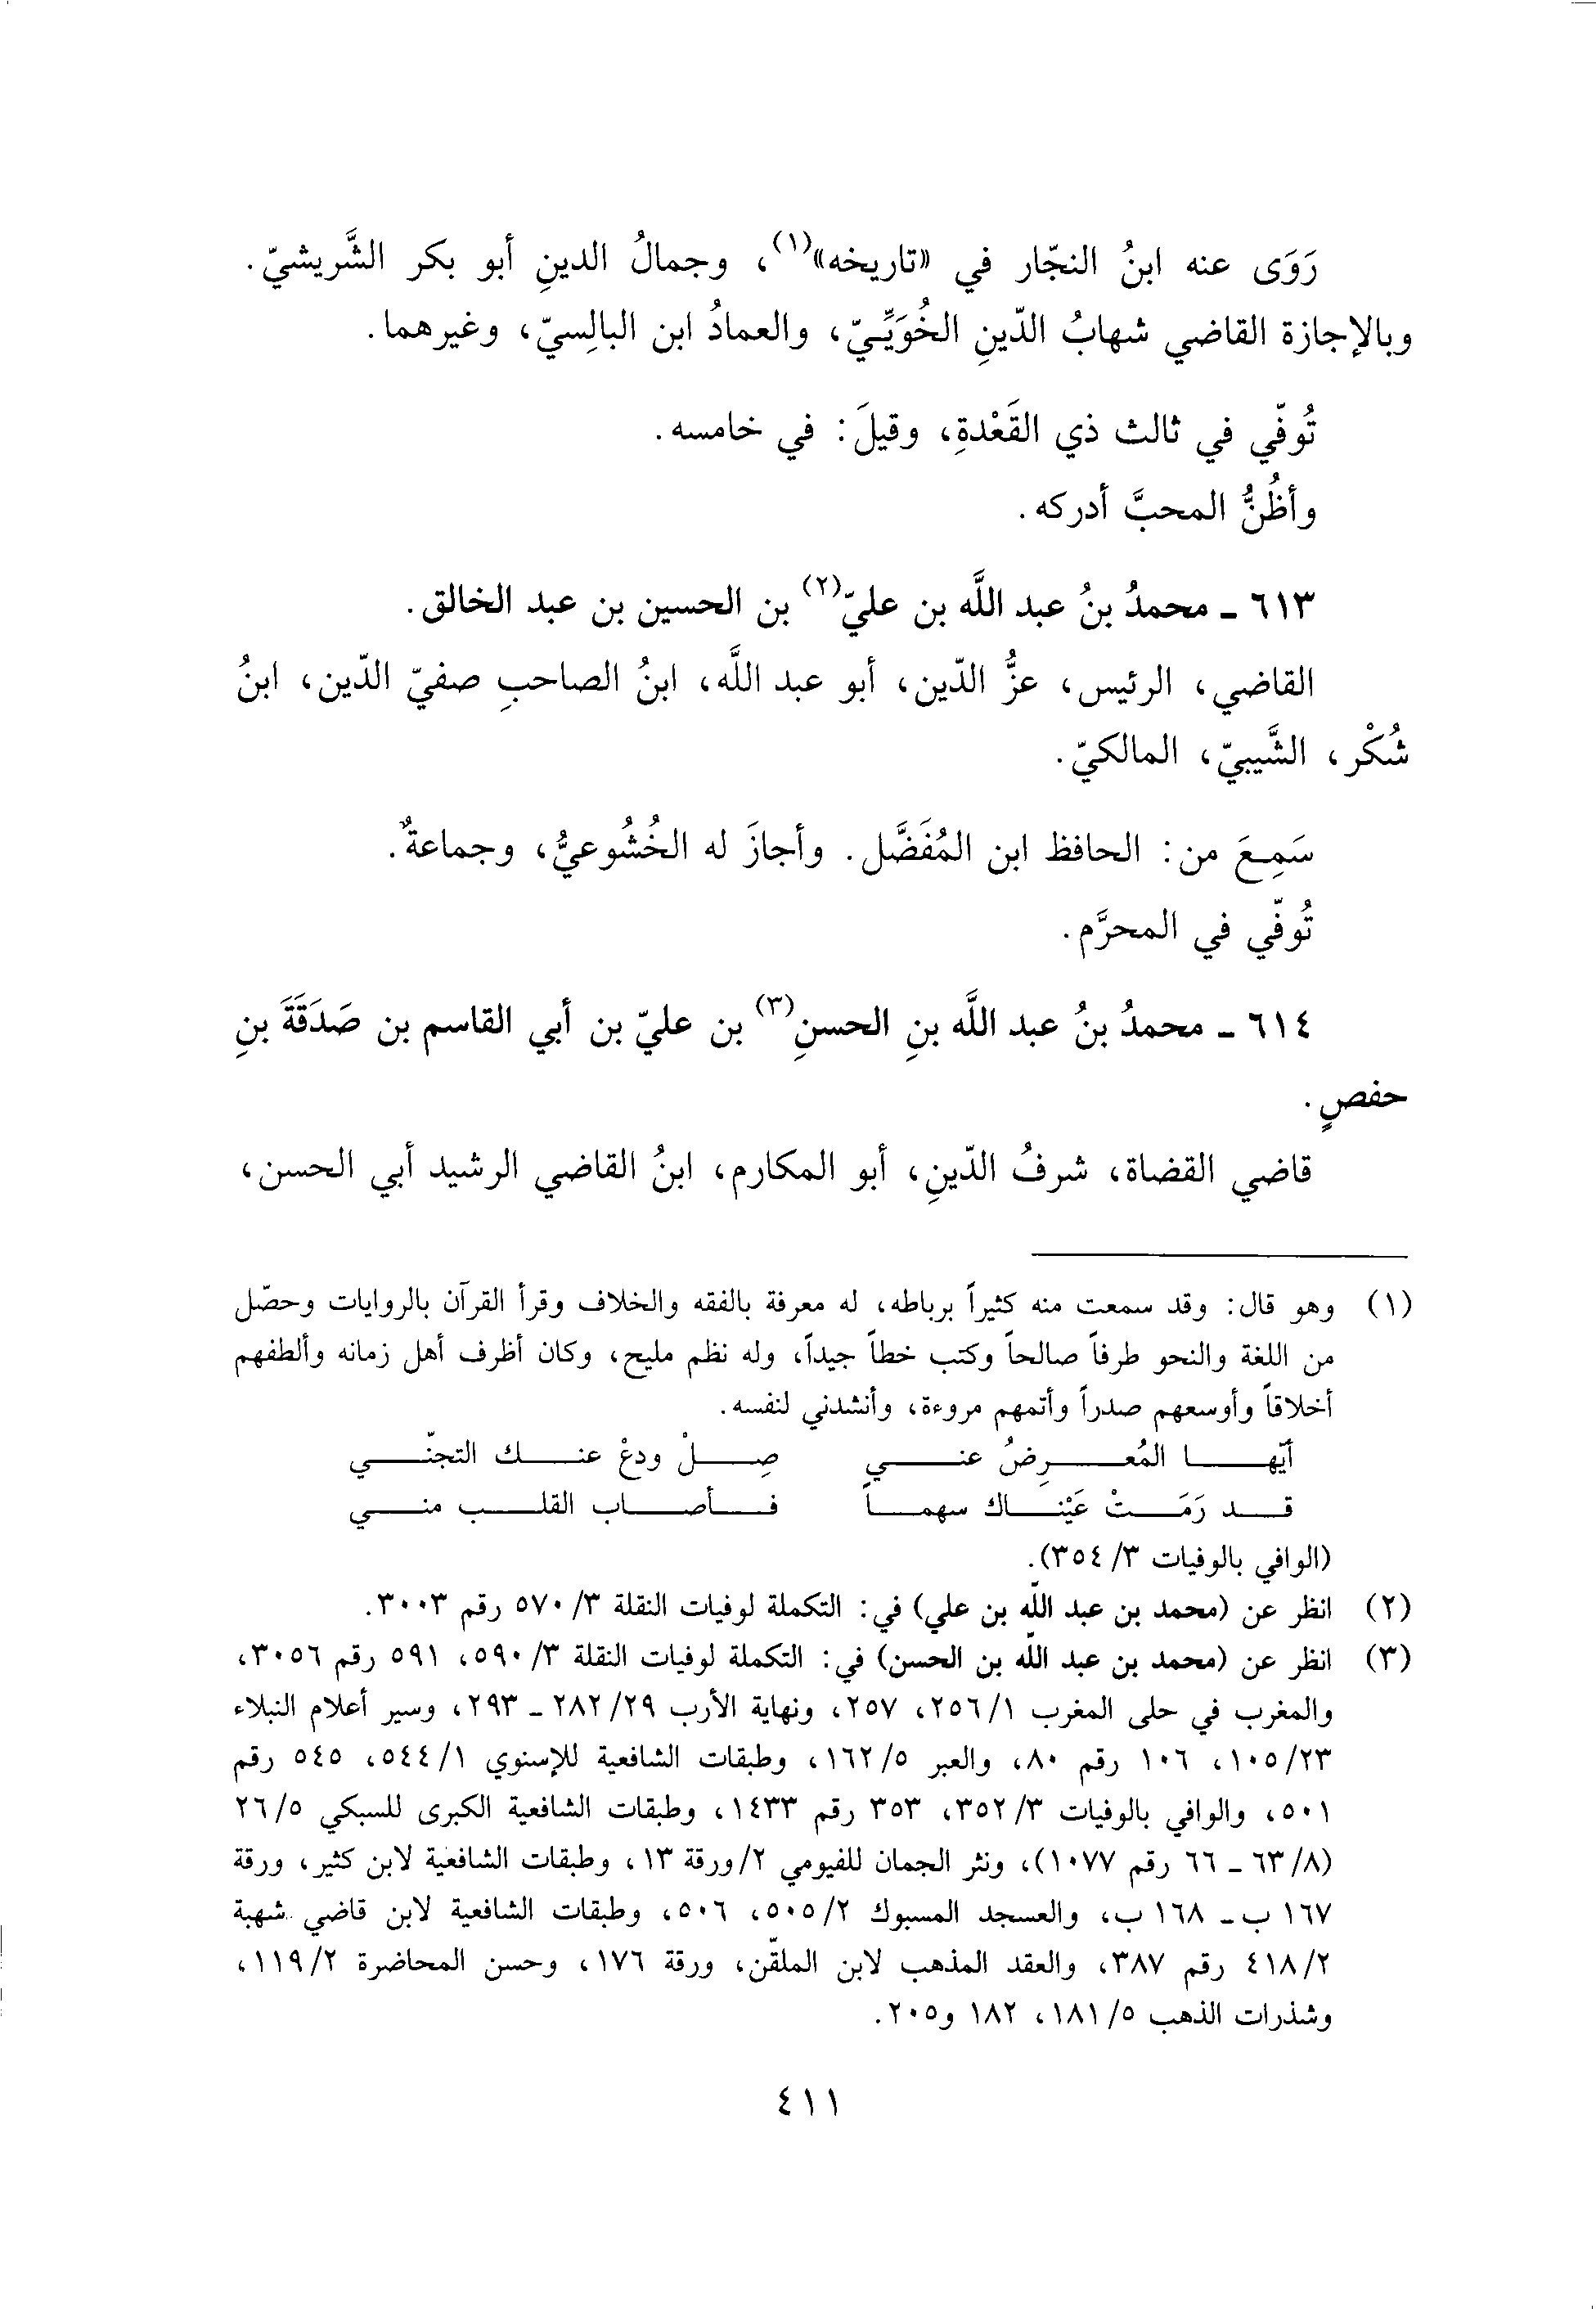 رَوَى عنه ابنُ النجّار في «تاريخه»(١)، وجمالُ الدينِ أبو بكر الشَّريشيّ.
وبالإجازة القاضي شهابُ الدّينِ الخُوَيِّيّ، والعمادُ ابن البالِسيّ، وغيرهما.
تُوفّي في ثالث ذي القَعْدةِ، وقيلَ: في خامسه.
وأظُنُّ المحبَّ أدركه.
٦١٣ ـ محمدُ بنُ عبد اللَّه بن عليّ(٢) بن الحسين بن عبد الخالق.
القاضي، الرئيس، عزُّ الدّين، أبو عبد اللَّه، ابنُ الصاحبِ صفيّ الدّين، ابنُ
شُكْر، الشَّيبيّ، المالكيّ.
سَمِعَ من: الحافظ ابن المُفَضَّل. وأجازَ له الخُشُوعيُّ، وجماعةٌ.
تُوفّي في المحرَّم.
٦١٤ ـ محمدُ بنُ عبد اللَّه بنِ الحسنِ(٣) بن عليّ بن أبي القاسم بن صَدَقَةَ بنِ
حفصٍ.
قاضي القضاة، شرفُ الدّينِ، أبو المكارم، ابنُ القاضي الرشيد أبي الحسن،
(١) وهو قال: وقد سمعت منه كثيراً برباطه، له معرفة بالفقه والخلاف وقرأ القرآن بالروايات وحصّل
من اللغة والنحو طرفاً صالحاً وكتب خطاً جيداً، وله نظم مليح، وكان أظرف أهل زمانه وألطفهم
أخلاقاً وأوسعهم صدراً وأتمهم مروءة، وأنشدني لنفسه.
أيّها المُعرِضُ عني صِلْ ودعْ عنك التجنّي
قد رَمَتْ عَيْناك سهماً فأصاب القلب مني
(الوافي بالوفيات ٣/ ٣٥٤).
(٢) انظر عن (محمد بن عبد اللّه بن علي) في: التكملة لوفيات النقلة ٣/ ٥٧٠ رقم ٣٠٠٣.
(٣) انظر عن (محمد بن عبد اللّه بن الحسن) في: التكملة لوفيات النقلة ٣/ ٥٩٠، ٥٩١ رقم ٣٠٥٦،
والمغرب في حلى المغرب ١/ ٢٥٦، ٢٥٧، ونهاية الأرب ٢٩/ ٢٨٢ ـ ٢٩٣، وسير أعلام النبلاء
٢٣/ ١٠٥، ١٠٦ رقم ٨٠، والعبر ٥/ ١٦٢، وطبقات الشافعية للإسنوي ١/ ٥٤٤، ٥٤٥ رقم
٥٠١، والوافي بالوفيات ٣/ ٣٥٢، ٣٥٣ رقم ١٤٣٣، وطبقات الشافعية الكبرى للسبكي ٥/ ٢٦
(٨/ ٦٣ ـ ٦٦ رقم ١٠٧٧)، ونثر الجمان للفيومي ٢/ورقة ١٣، وطبقات الشافعية لابن كثير، ورقة
١٦٧ ب ـ ١٦٨ ب، والعسجد المسبوك ٢/ ٥٠٥، ٥٠٦، وطبقات الشافعية لابن قاضي شهبة
٢/ ٤١٨ رقم ٣٨٧، والعقد المذهب لابن الملقّن، ورقة ١٧٦، وحسن المحاضرة ٢/ ١١٩،
وشذرات الذهب ٥/ ١٨١، ١٨٢ و٢٠٥.
٤١١